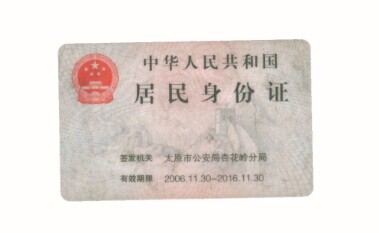 中华人民共和国
居民身份证
签发机关 太原市公安局杏花岭分局
有效期限 2006.11.30-2016.11.30